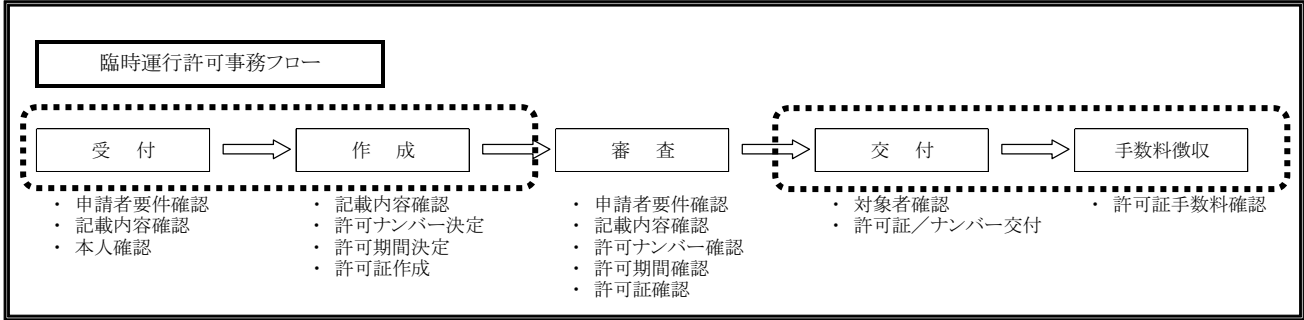 臨時運行許可事務フロー
受 付
作 成
審 査
交 付
手数料徴収
・ 申請者要件確認
・ 記載内容確認
・ 本人確認
・ 記載内容確認
・ 許可ナンバー決定
・ 許可期間決定
・ 許可証作成
・ 申請者要件確認
・ 記載内容確認
・ 許可ナンバー確認
・ 許可期間確認
・ 許可証確認
・ 対象者確認
・ 許可証／ナンバー交付
・ 許可証手数料確認